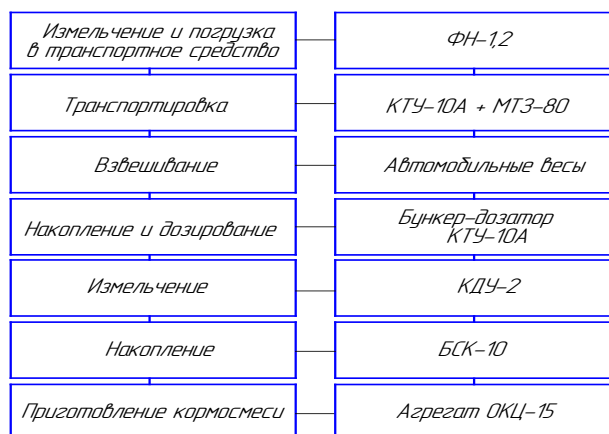 Измельчение и погрузка
в транспортное средство
ФН-1,2
Транспортировка
КТУ-10А + МТЗ-80
Взвешивание
Автомобильные весы
Накопление и дозирование
Бункер-дозатор
КТУ-10А
Измельчение
КДУ-2
Накопление
БСК-10
Приготовление кормосмеси
Агрегат ОКЦ-15